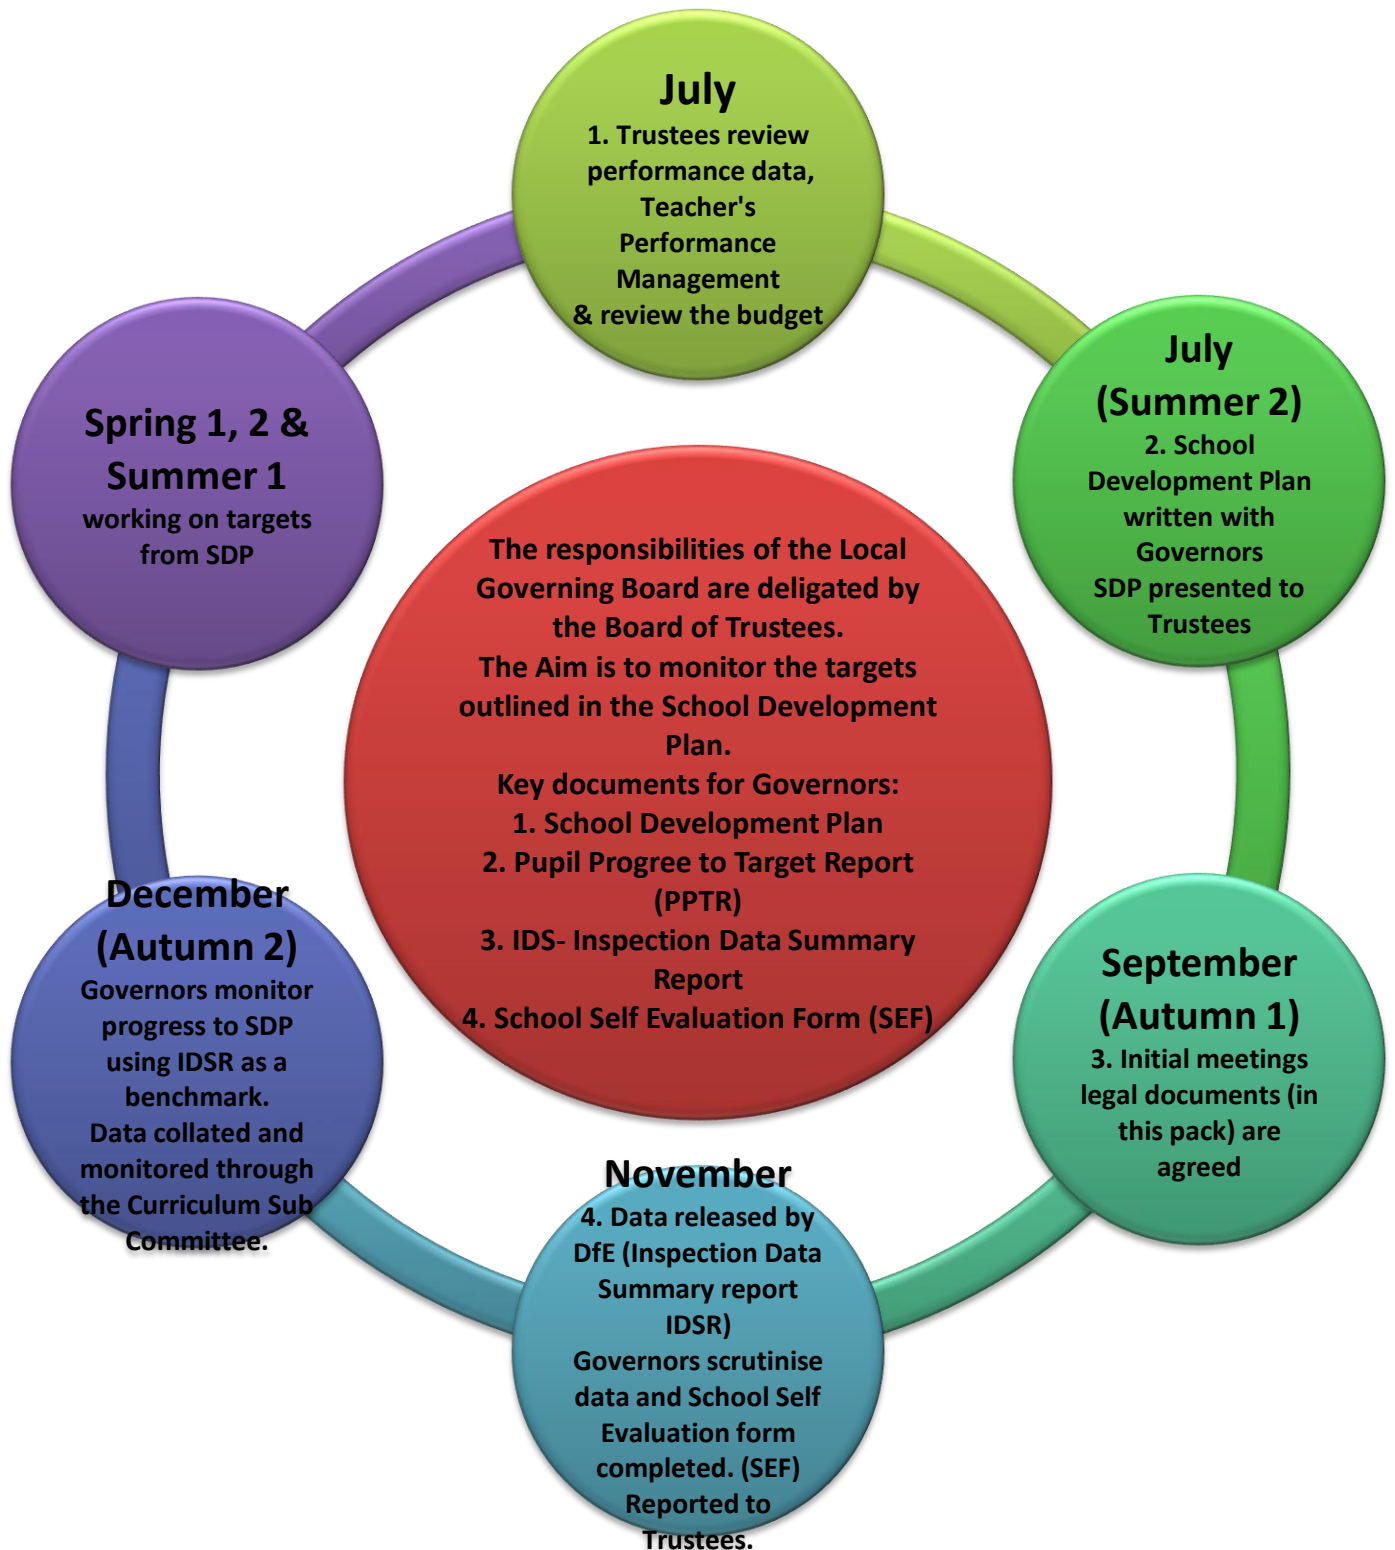 July
1. Trustees review
performance data,
Teacher's
Performance
Management
& review the budget
July
(Summer 2)
2. School
Development Plan
written with
Governors
SDP presented to
Trustees
September
(Autumn 1)
3. Initial meetings
legal documents (in
this pack) are
agreed
November
4. Data released by
DfE (Inspection Data
Summary report
IDSR)
Governors scrutinise
data and School Self
Evaluation form
completed. (SEF)
Reported to
Trustees.
December
(Autumn 2)
Governors monitor
progress to SDP
using IDSR as a
benchmark.
Data collated and
monitored through
the Curriculum Sub
Committee.
Spring 1, 2 &
Summer 1
working on targets
from SDP
The responsibilities of the Local
Governing Board are deligated by
the Board of Trustees.
The Aim is to monitor the targets
outlined in the School Development
Plan.
Key documents for Governors:
1. School Development Plan
2. Pupil Progree to Target Report
(PPTR)
3. IDS- Inspection Data Summary
Report
4. School Self Evaluation Form (SEF)